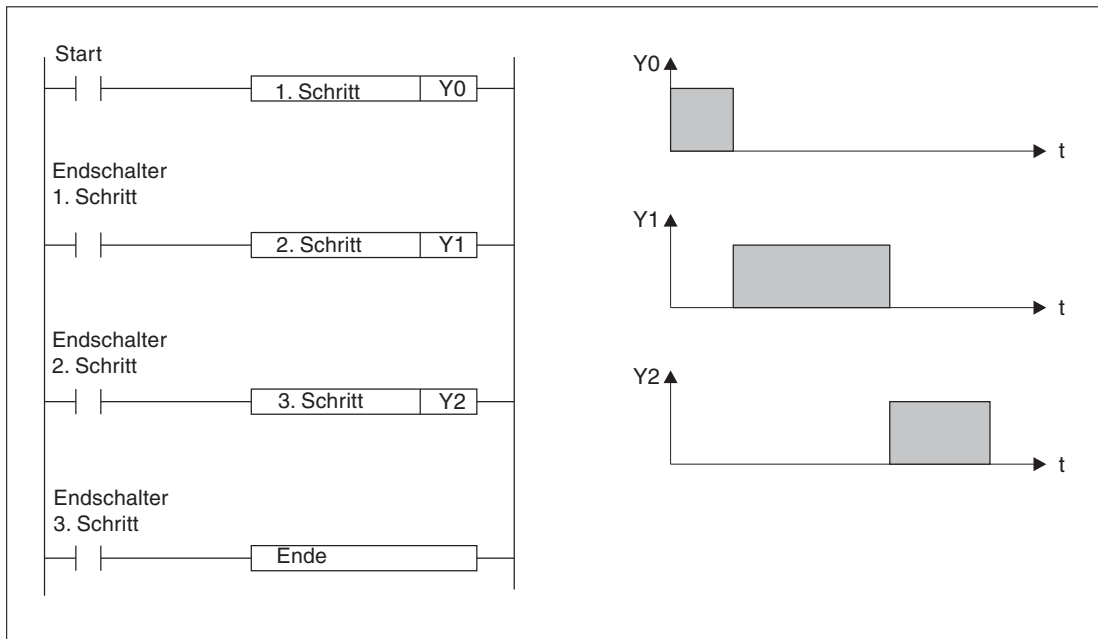 Start
1. Schritt Y0
Endschalter
1. Schritt
2. Schritt Y1
Endschalter
2. Schritt
3. Schritt Y2
Endschalter
3. Schritt
Ende
Y0
t
Y1
t
Y2
t